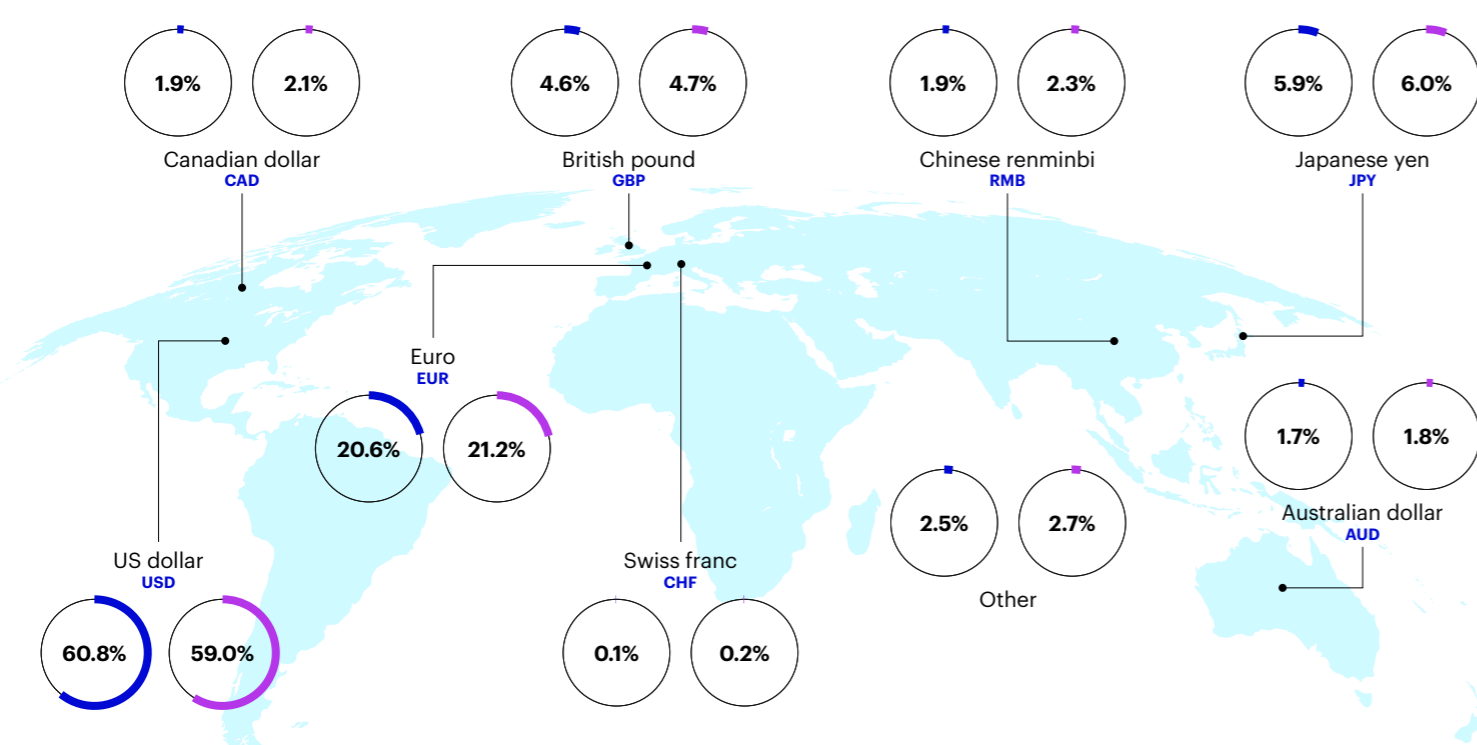 1.9% 2.1%
Canadian dollar
CAD
4.6% 4.7%
British pound
GBP
1.9% 2.3%
Chinese renminbi
RMB
5.9% 6.0%
Japanese yen
JPY
Euro
EUR
20.6% 21.2%
1.7% 1.8%
Australian dollar
AUD
2.5% 2.7%
Other
US dollar
USD
60.8% 59.0%
Swiss franc
CHF
0.1% 0.2%